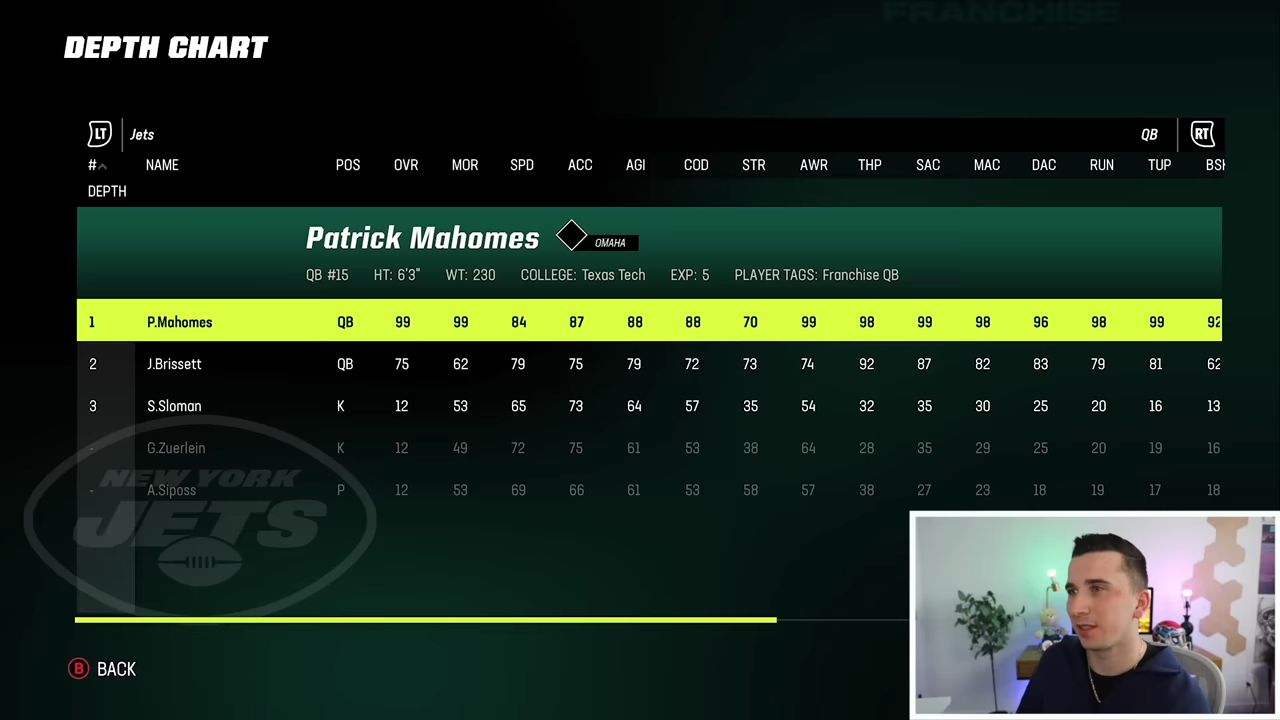 FRANCHISE
DEPTH CHART
LT Jets QB RT
# NAME POS OVR MOR SPD ACC AGI COD STR AWR THP SAC MAC DAC RUN TUP BSK
DEPTH
Patrick Mahomes OMAHA
QB #15 HT: 6'3" WT: 230 COLLEGE: Texas Tech EXP: 5 PLAYER TAGS: Franchise QB
1 P.Mahomes QB 99 99 84 87 88 88 70 99 98 99 98 96 98 99 92
2 J.Brissett QB 75 62 79 75 79 72 73 74 92 87 82 83 79 81 62
3 S.Sloman K 12 53 65 73 64 57 35 54 32 35 30 25 20 16 13
- G.Zuerlein K 12 49 72 75 61 53 38 64 28 35 29 25 20 19 16
- A.Siposs P 12 53 69 66 61 53 58 57 38 27 23 18 19 17 18
NEW YORK
JETS
B BACK